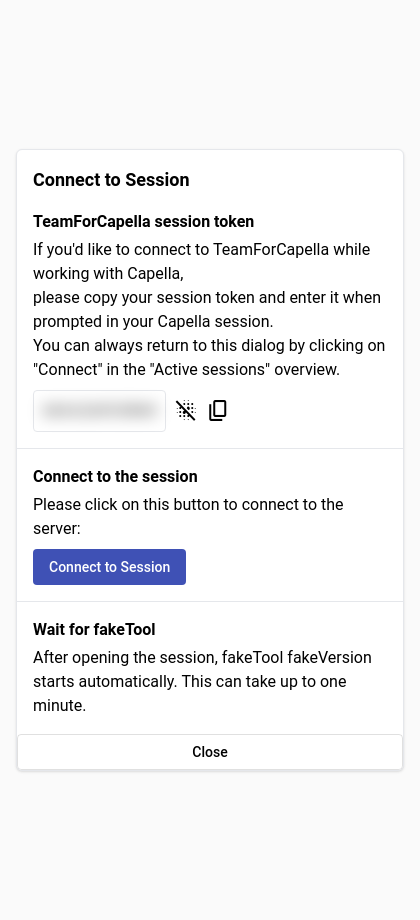 Connect to Session
TeamForCapella session token
If you'd like to connect to TeamForCapella while
working with Capella,
please copy your session token and enter it when
prompted in your Capella session.
You can always return to this dialog by clicking on
"Connect" in the "Active sessions" overview.
Connect to the session
Please click on this button to connect to the
server:
Connect to Session
Wait for fakeTool
After opening the session, fakeTool fakeVersion
starts automatically. This can take up to one
minute.
Close